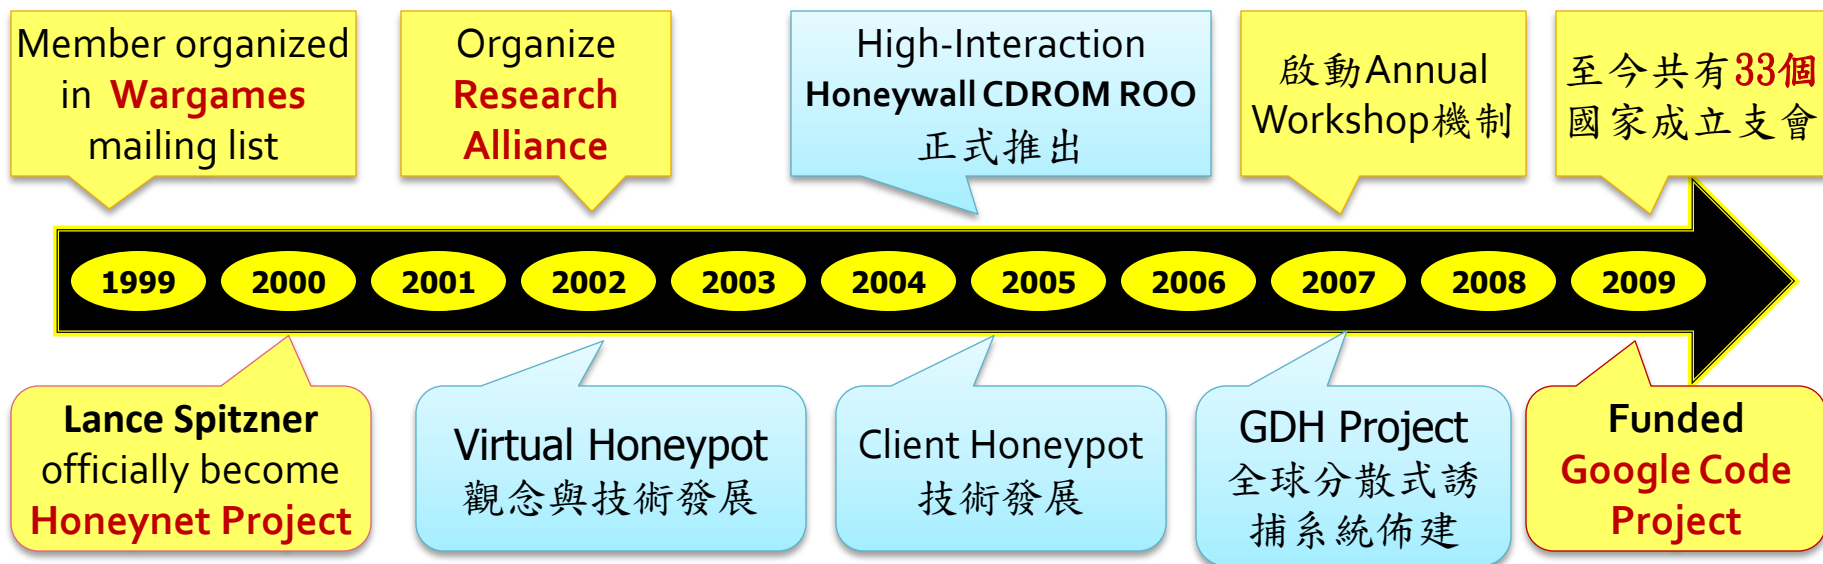 Member organized
in Wargames
mailing list
Organize
Research
Alliance
High-Interaction
Honeywall CDROM ROO
正式推出
啟動Annual
Workshop機制
至今共有33個
國家成立支會
1999
2000
2001
2002
2003
2004
2005
2006
2007
2008
2009
Lance Spitzner
officially become
Honeynet Project
Virtual Honeypot
觀念與技術發展
Client Honeypot
技術發展
GDH Project
全球分散式誘
捕系統佈建
Funded
Google Code
Project